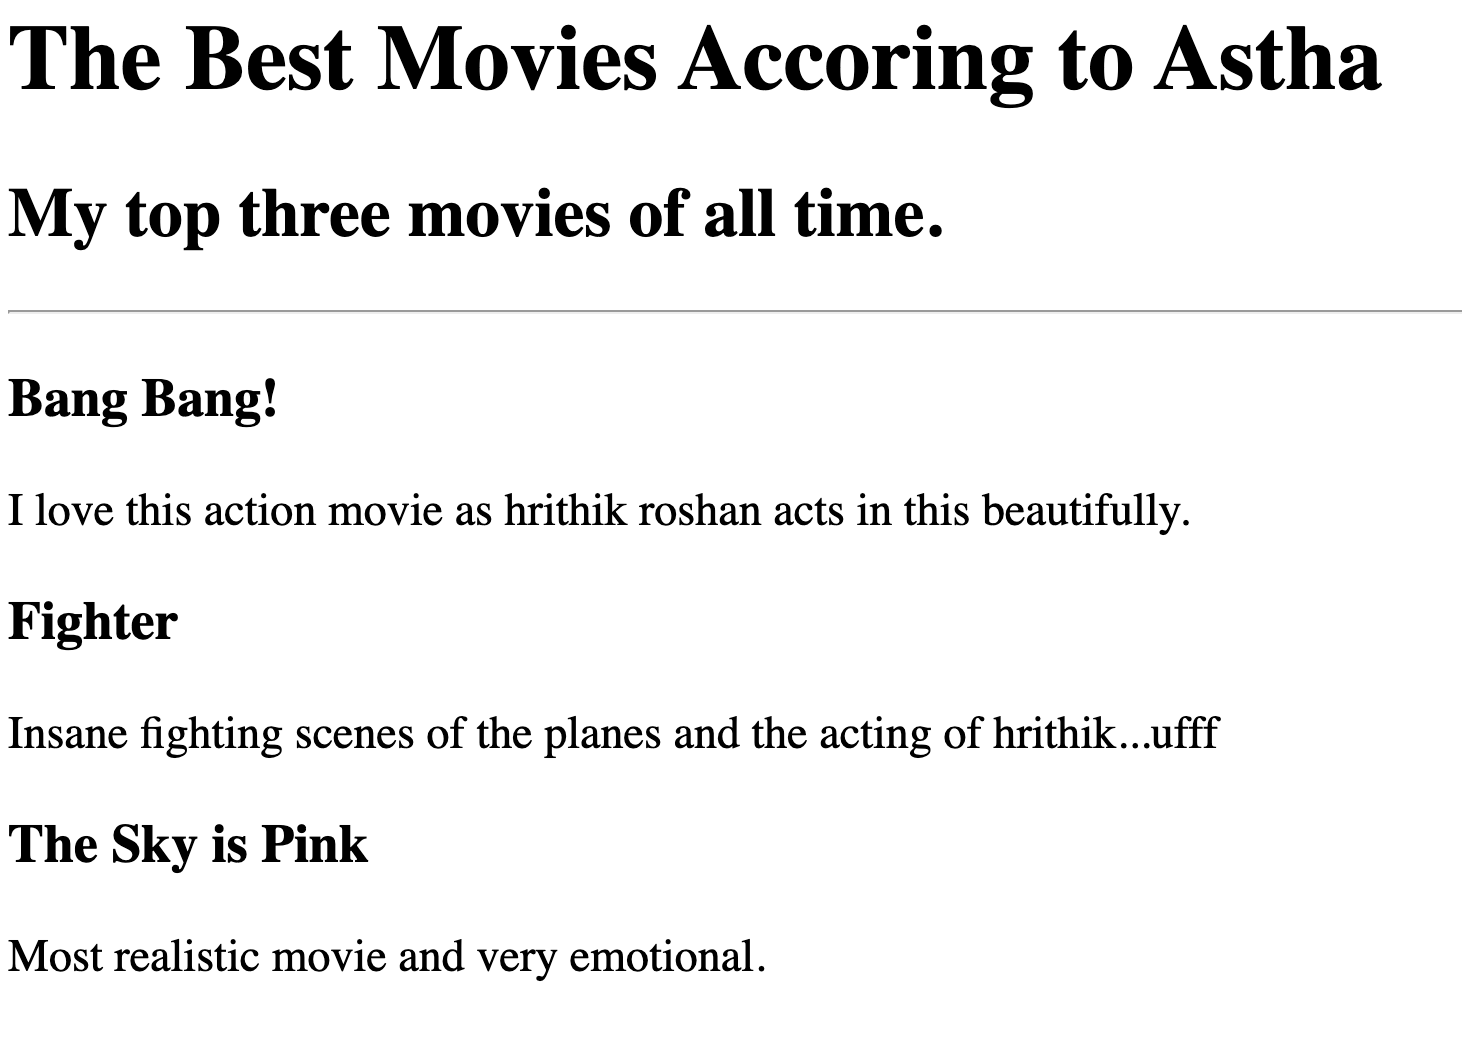 The Best Movies Accoring to Astha
My top three movies of all time.
Bang Bang!
I love this action movie as hrithik roshan acts in this beautifully.
Fighter
Insane fighting scenes of the planes and the acting of hrithik...ufff
The Sky is Pink
Most realistic movie and very emotional.